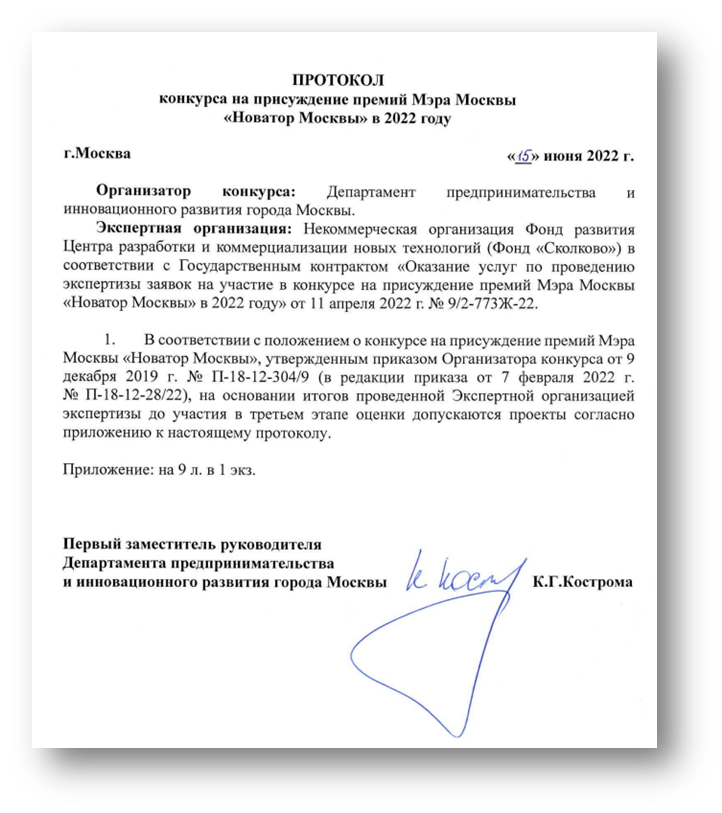 ПРОТОКОЛ
конкурса на присуждение премий Мэра Москвы
«Новатор Москвы» в 2022 году
г.Москва
«15» июня 2022 г.
Организатор конкурса: Департамент предпринимательства и
инновационного развития города Москвы.
Экспертная организация: Некоммерческая организация Фонд развития
Центра разработки и коммерциализации новых технологий (Фонд «Сколково») в
соответствии с Государственным контрактом «Оказание услуг по проведению
экспертизы заявок на участие в конкурсе на присуждение премий Мэра Москвы
«Новатор Москвы» в 2022 году» от 11 апреля 2022 г. № 9/2-773Ж-22.
1. В соответствии с положением о конкурсе на присуждение премий Мэра
Москвы «Новатор Москвы», утвержденным приказом Организатора конкурса от 9
декабря 2019 г. № П-18-12-304/9 (в редакции приказа от 7 февраля 2022 г.
№ П-18-12-28/22), на основании итогов проведенной Экспертной организацией
экспертизы до участия в третьем этапе оценки допускаются проекты согласно
приложению к настоящему протоколу.
Приложение: на 9 л. в 1 экз.
Первый заместитель руководителя
Департамента предпринимательства
и инновационного развития города Москвы
К.Г.Кострома